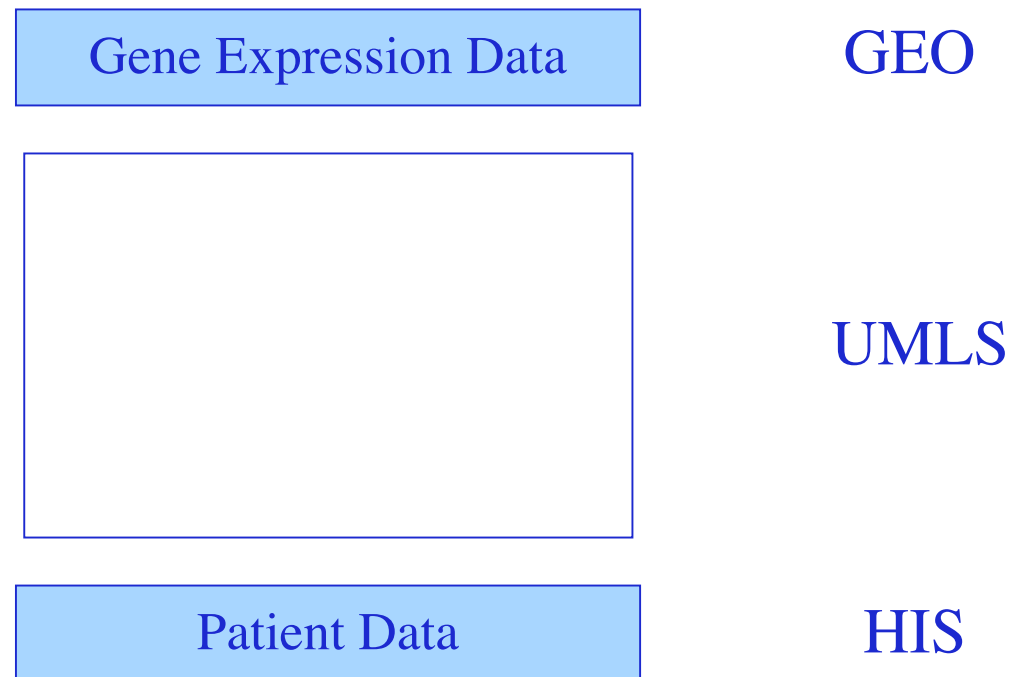 Gene Expression Data GEO
UMLS
Patient Data HIS